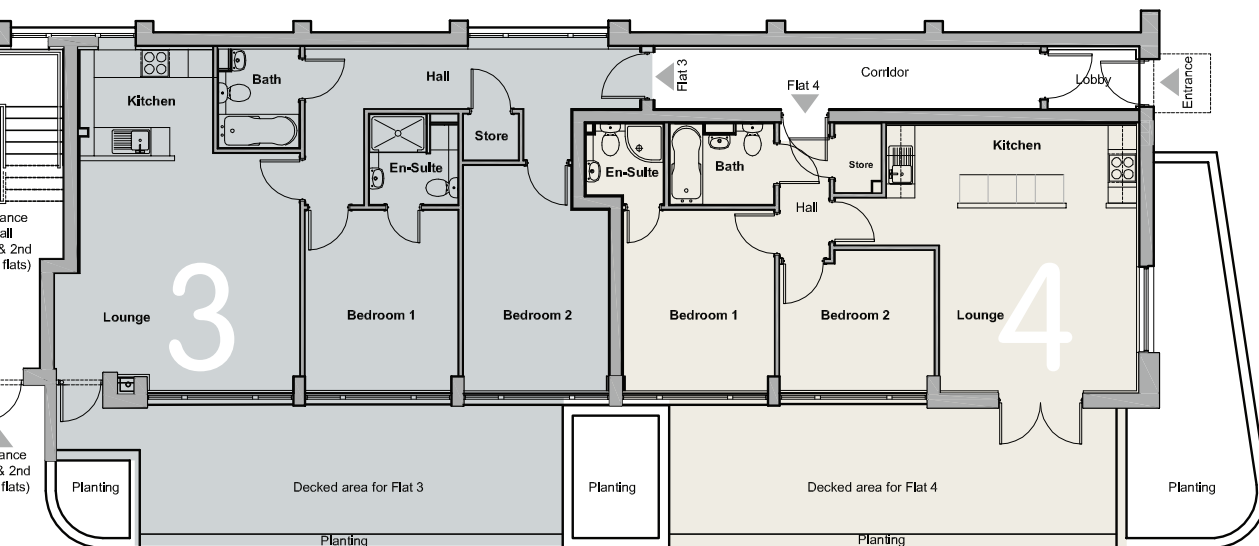 Bath
Hall
Flat 3
Corridor
Lobby
Entrance
Flat 4
Kitchen
Store
En-Suite
En-Suite
Bath
Store
Kitchen
Hall
ance
all
& 2nd
flats)
3
4
Lounge
Bedroom 1
Bedroom 2
Bedroom 1
Bedroom 2
Lounge
ance
& 2nd
flats)
Planting
Decked area for Flat 3
Planting
Decked area for Flat 4
Planting
Planting
Planting